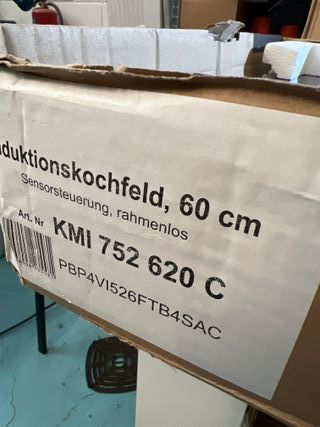 duktionskochfeld, 60 cm
Sensorsteuerung, rahmenlos
Art. Nr KMI 752 620 C
PBP4VI526FTB4SAC